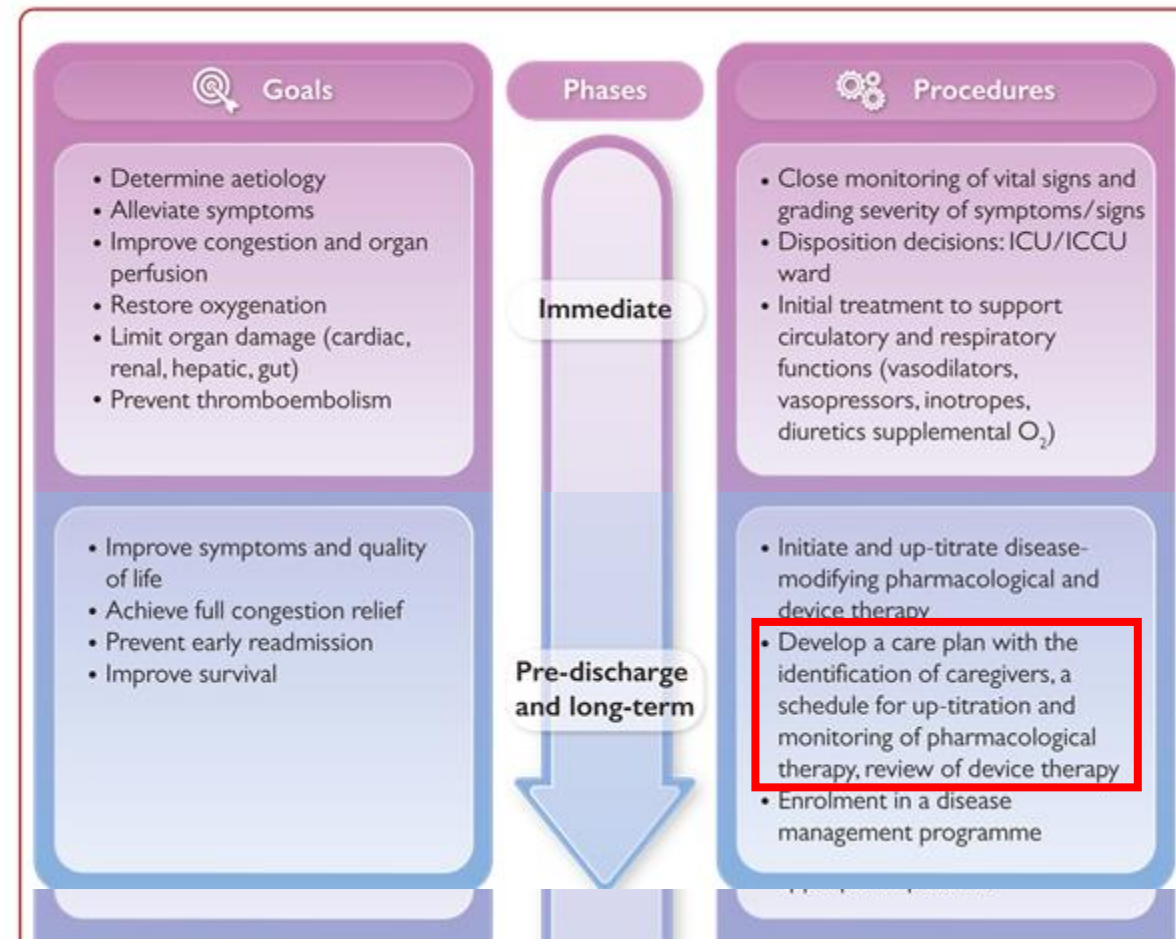 Goals
Phases
Procedures
• Determine aetiology
• Alleviate symptoms
• Improve congestion and organ
perfusion
• Restore oxygenation
• Limit organ damage (cardiac,
renal, hepatic, gut)
• Prevent thromboembolism
Immediate
• Close monitoring of vital signs and
grading severity of symptoms/signs
• Disposition decisions: ICU/ICCU
ward
• Initial treatment to support
circulatory and respiratory
functions (vasodilators,
vasopressors, inotropes,
diuretics supplemental O₂)
• Improve symptoms and quality
of life
• Achieve full congestion relief
• Prevent early readmission
• Improve survival
Pre-discharge
and long-term
• Initiate and up-titrate disease-
modifying pharmacological and
device therapy
• Develop a care plan with the
identification of caregivers, a
schedule for up-titration and
monitoring of pharmacological
therapy, review of device therapy
• Enrolment in a disease
management programme